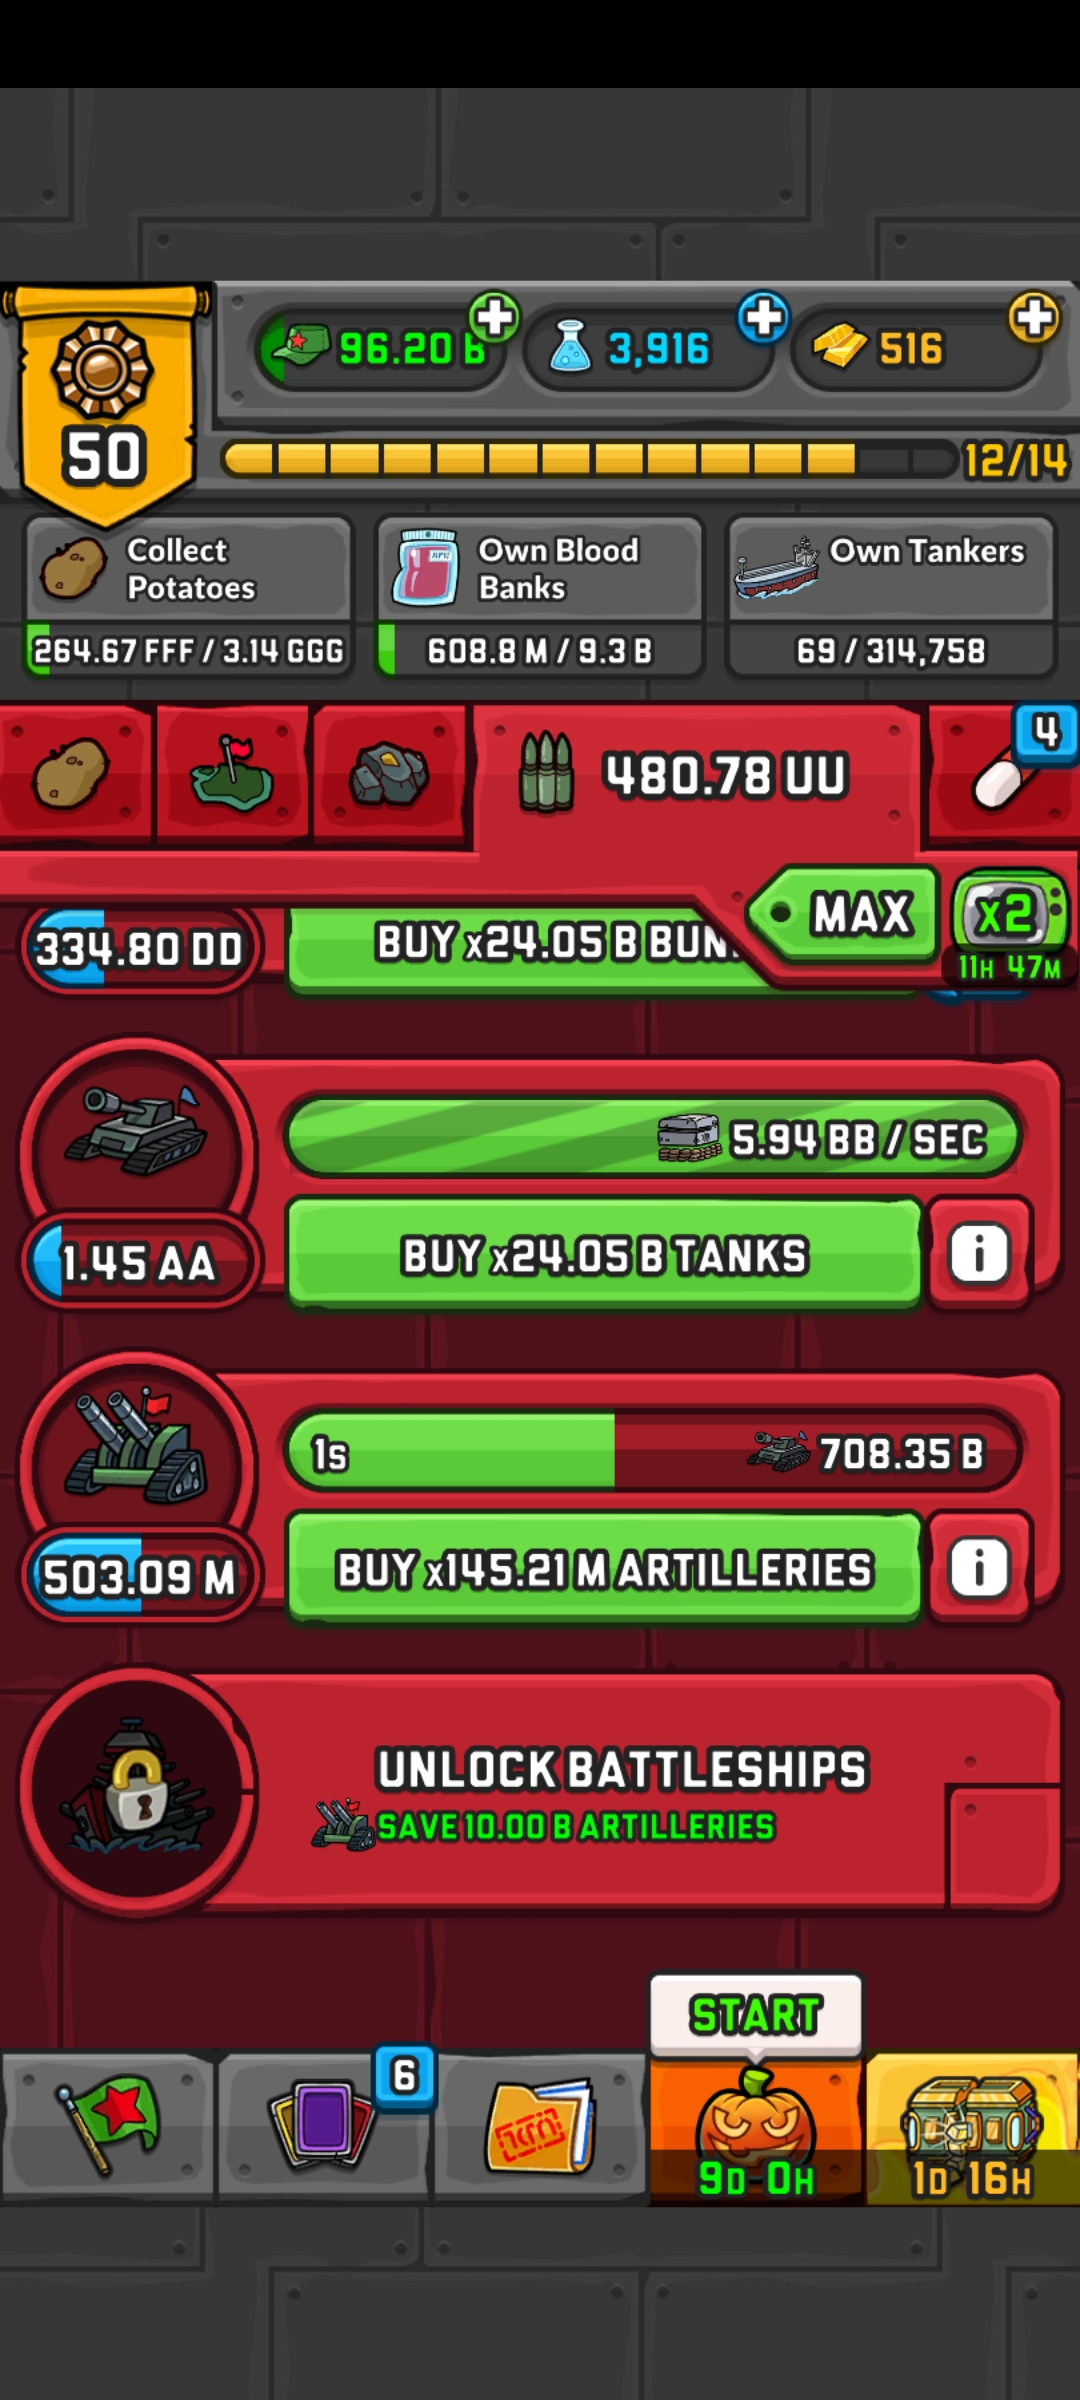 50
96.20 B
3,916
516
12/14
Collect
Potatoes
264.67 FFF / 3.14 GGG
Own Blood
Banks
608.8 M / 9.3 B
Own Tankers
69 / 314,758
480.78 UU
4
MAX
x2
11H 47M
334.80 DD
BUY x24.05 B BUN
5.94 BB / SEC
1.45 AA
BUY x24.05 B TANKS
i
1s
708.35 B
503.09 M
BUY x145.21 M ARTILLERIES
i
UNLOCK BATTLESHIPS
SAVE 10.00 B ARTILLERIES
START
6
9D 0H
1D 16H